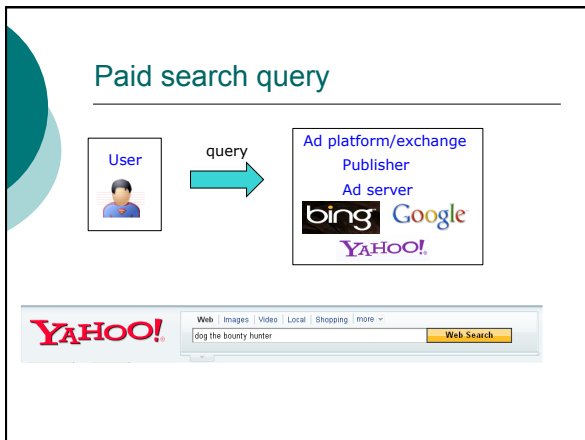 Paid search query
User
query
Ad platform/exchange
Publisher
Ad server
bing Google
YAHOO!
YAHOO!
Web | Images | Video | Local | Shopping | more
dog the bounty hunter
Web Search